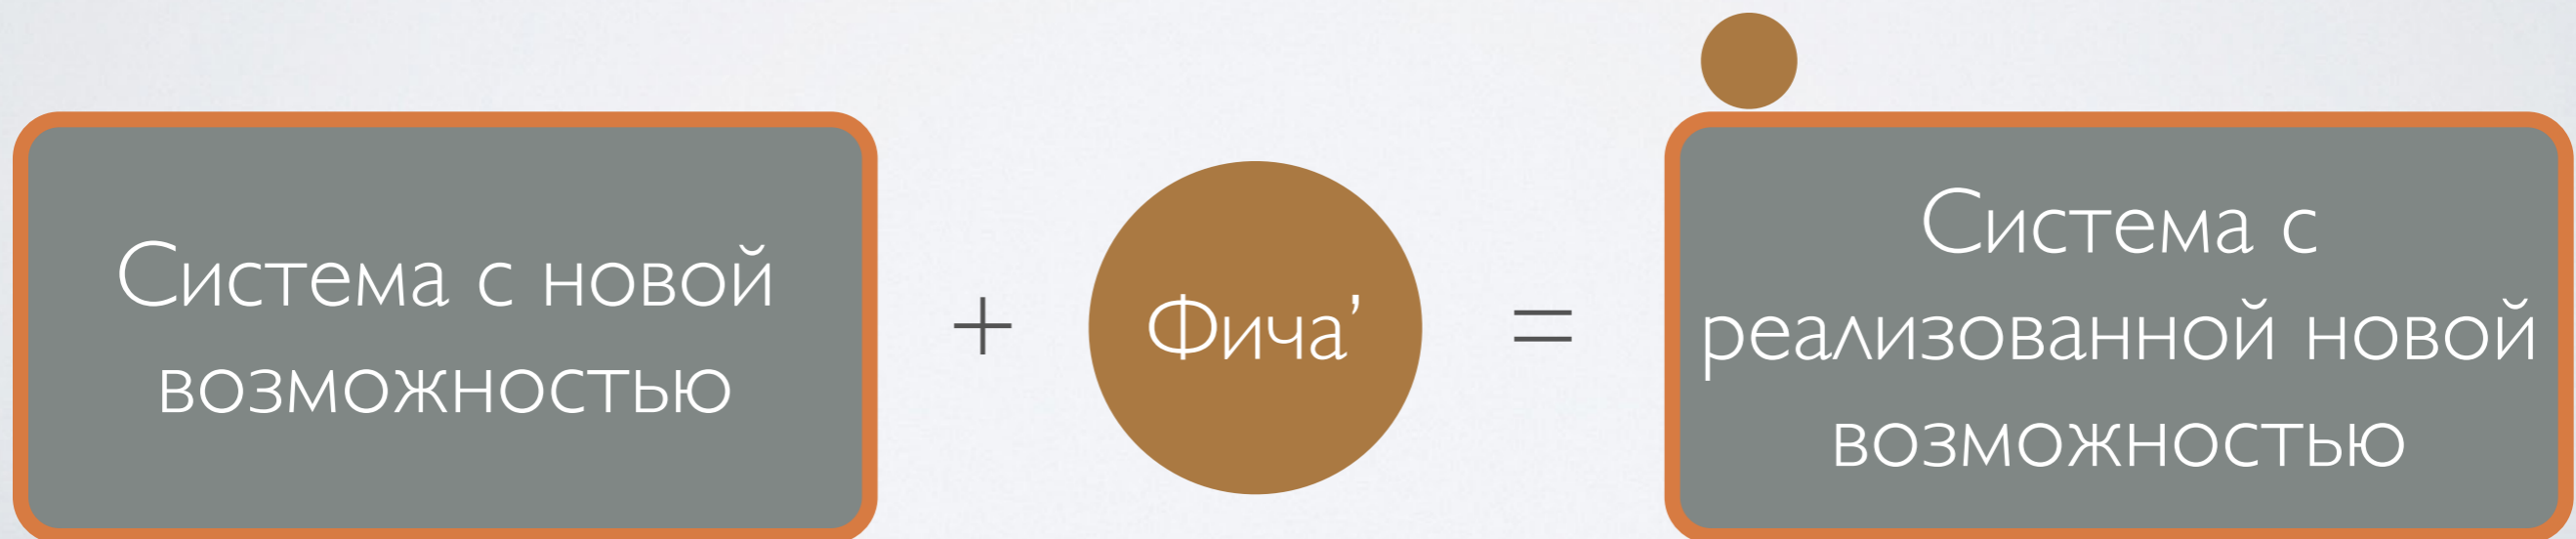 Система с новой
возможностью
+
Фича’
=
Система с
реализованной новой
возможностью